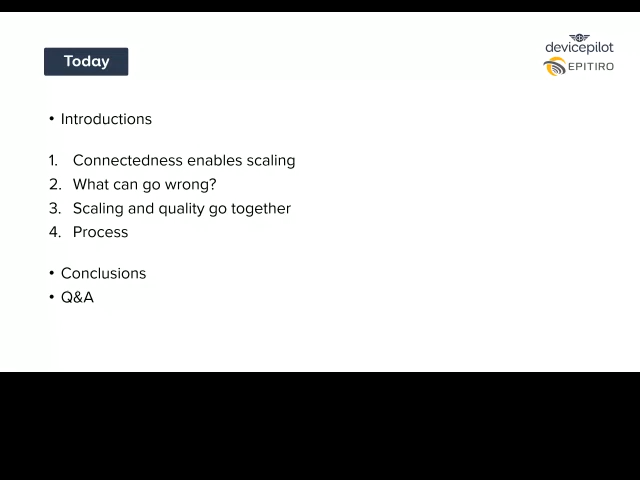 Today
devicepilot
EPITIRO
• Introductions
1. Connectedness enables scaling
2. What can go wrong?
3. Scaling and quality go together
4. Process
• Conclusions
• Q&A